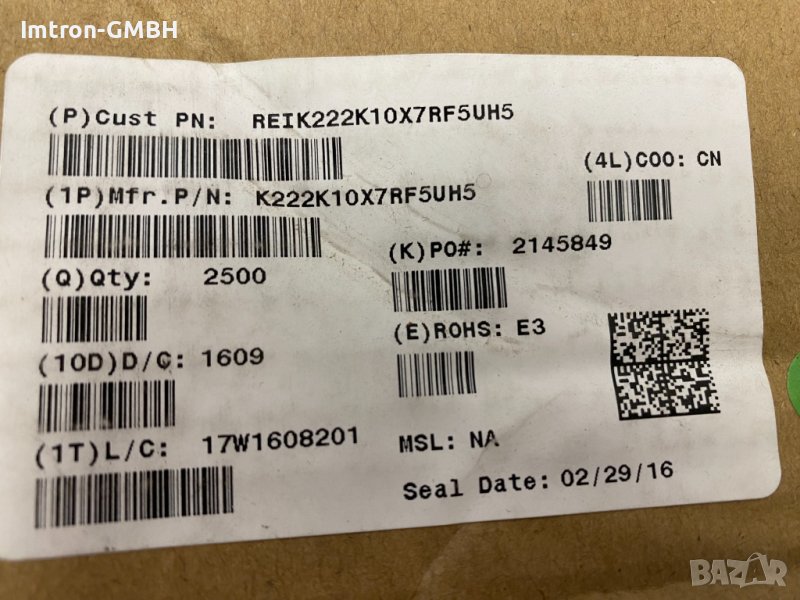 Imtron-GMBH
(P)Cust PN: REIK222K10X7RF5UH5
(4L)COO: CN
(1P)Mfr.P/N: K222K10X7RF5UH5
(K)PO#: 2145849
(Q)Qty: 2500
(E)ROHS: E3
(10D)D/C: 1609
(1T)L/C: 17W1608201
MSL: NA
Seal Date: 02/29/16
BAZAR